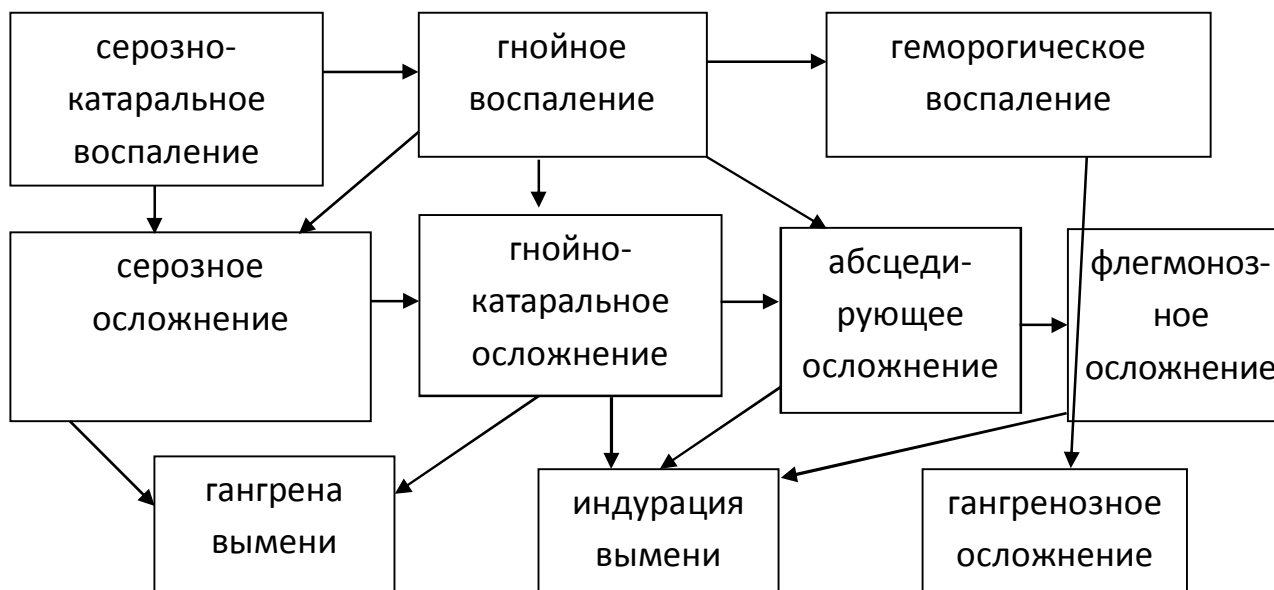 серозно-
катаральное
воспаление
гнойное
воспаление
геморогическое
воспаление
серозное
осложнение
гнойно-
катаральное
осложнение
абсцеди-
рующее
осложнение
флегмоноз-
ное
осложнение
гангрена
вымени
индурация
вымени
гангренозное
осложнение